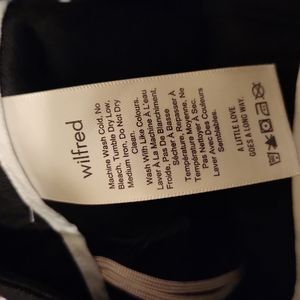 wilfred
Machine Wash Cold. No
Bleach. Tumble Dry Low.
Medium Iron. Do Not Dry
Clean.
Wash With Like Colours.
Laver À La Machine À L'eau
Froide. Pas De Blanchiment.
Sécher À Basse
Température. Repasser À
Température Moyenne. Ne
Pas Nettoyer À Sec.
Laver Avec Des Couleurs
Semblables.
A LITTLE LOVE
GOES A LONG WAY.